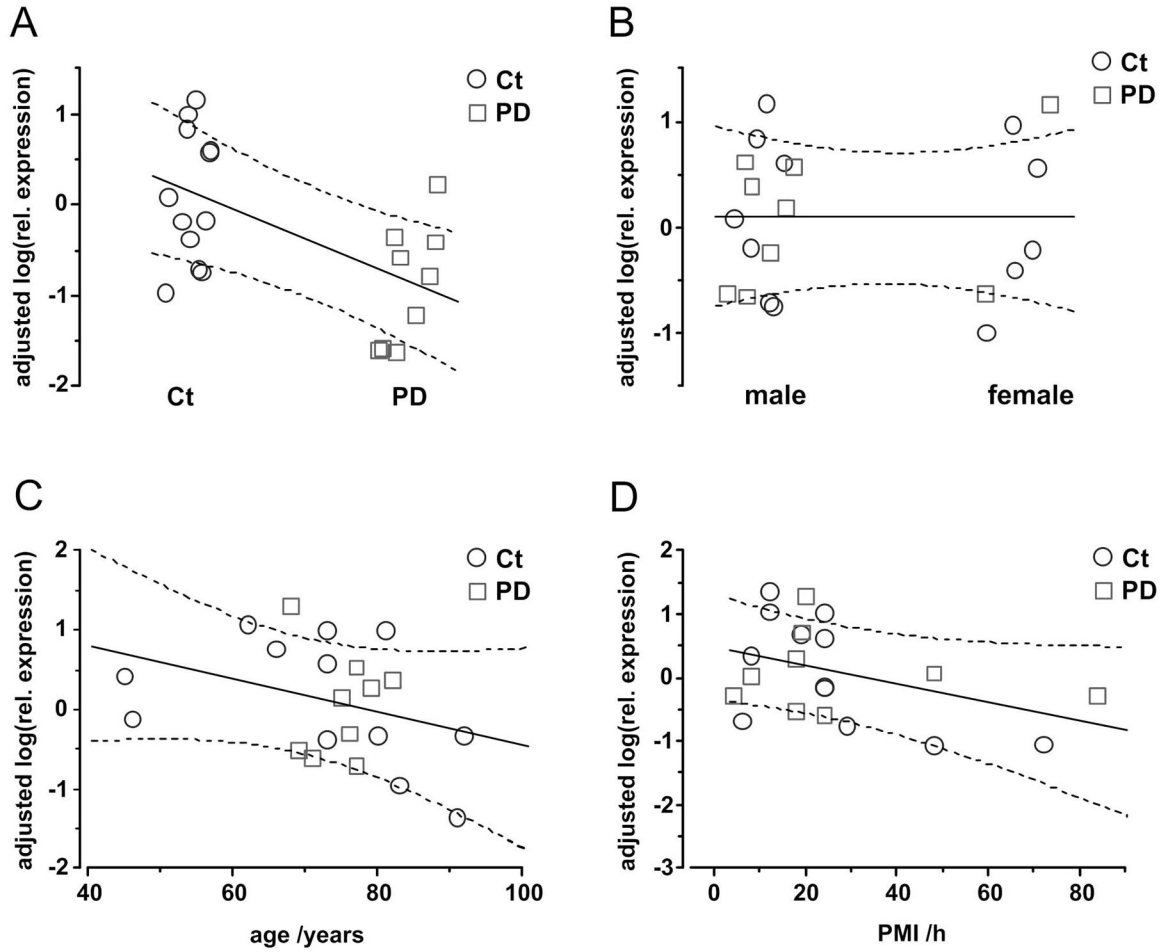 A
adjusted log(rel. expression)
1
0
-1
-2
Ct
PD
Ct
PD
B
adjusted log(rel. expression)
1
0
-1
male
female
Ct
PD
C
adjusted log(rel. expression)
2
1
0
-1
-2
40
60
80
100
age /years
Ct
PD
D
adjusted log(rel. expression)
2
1
0
-1
-2
-3
0
20
40
60
80
PMI /h
Ct
PD